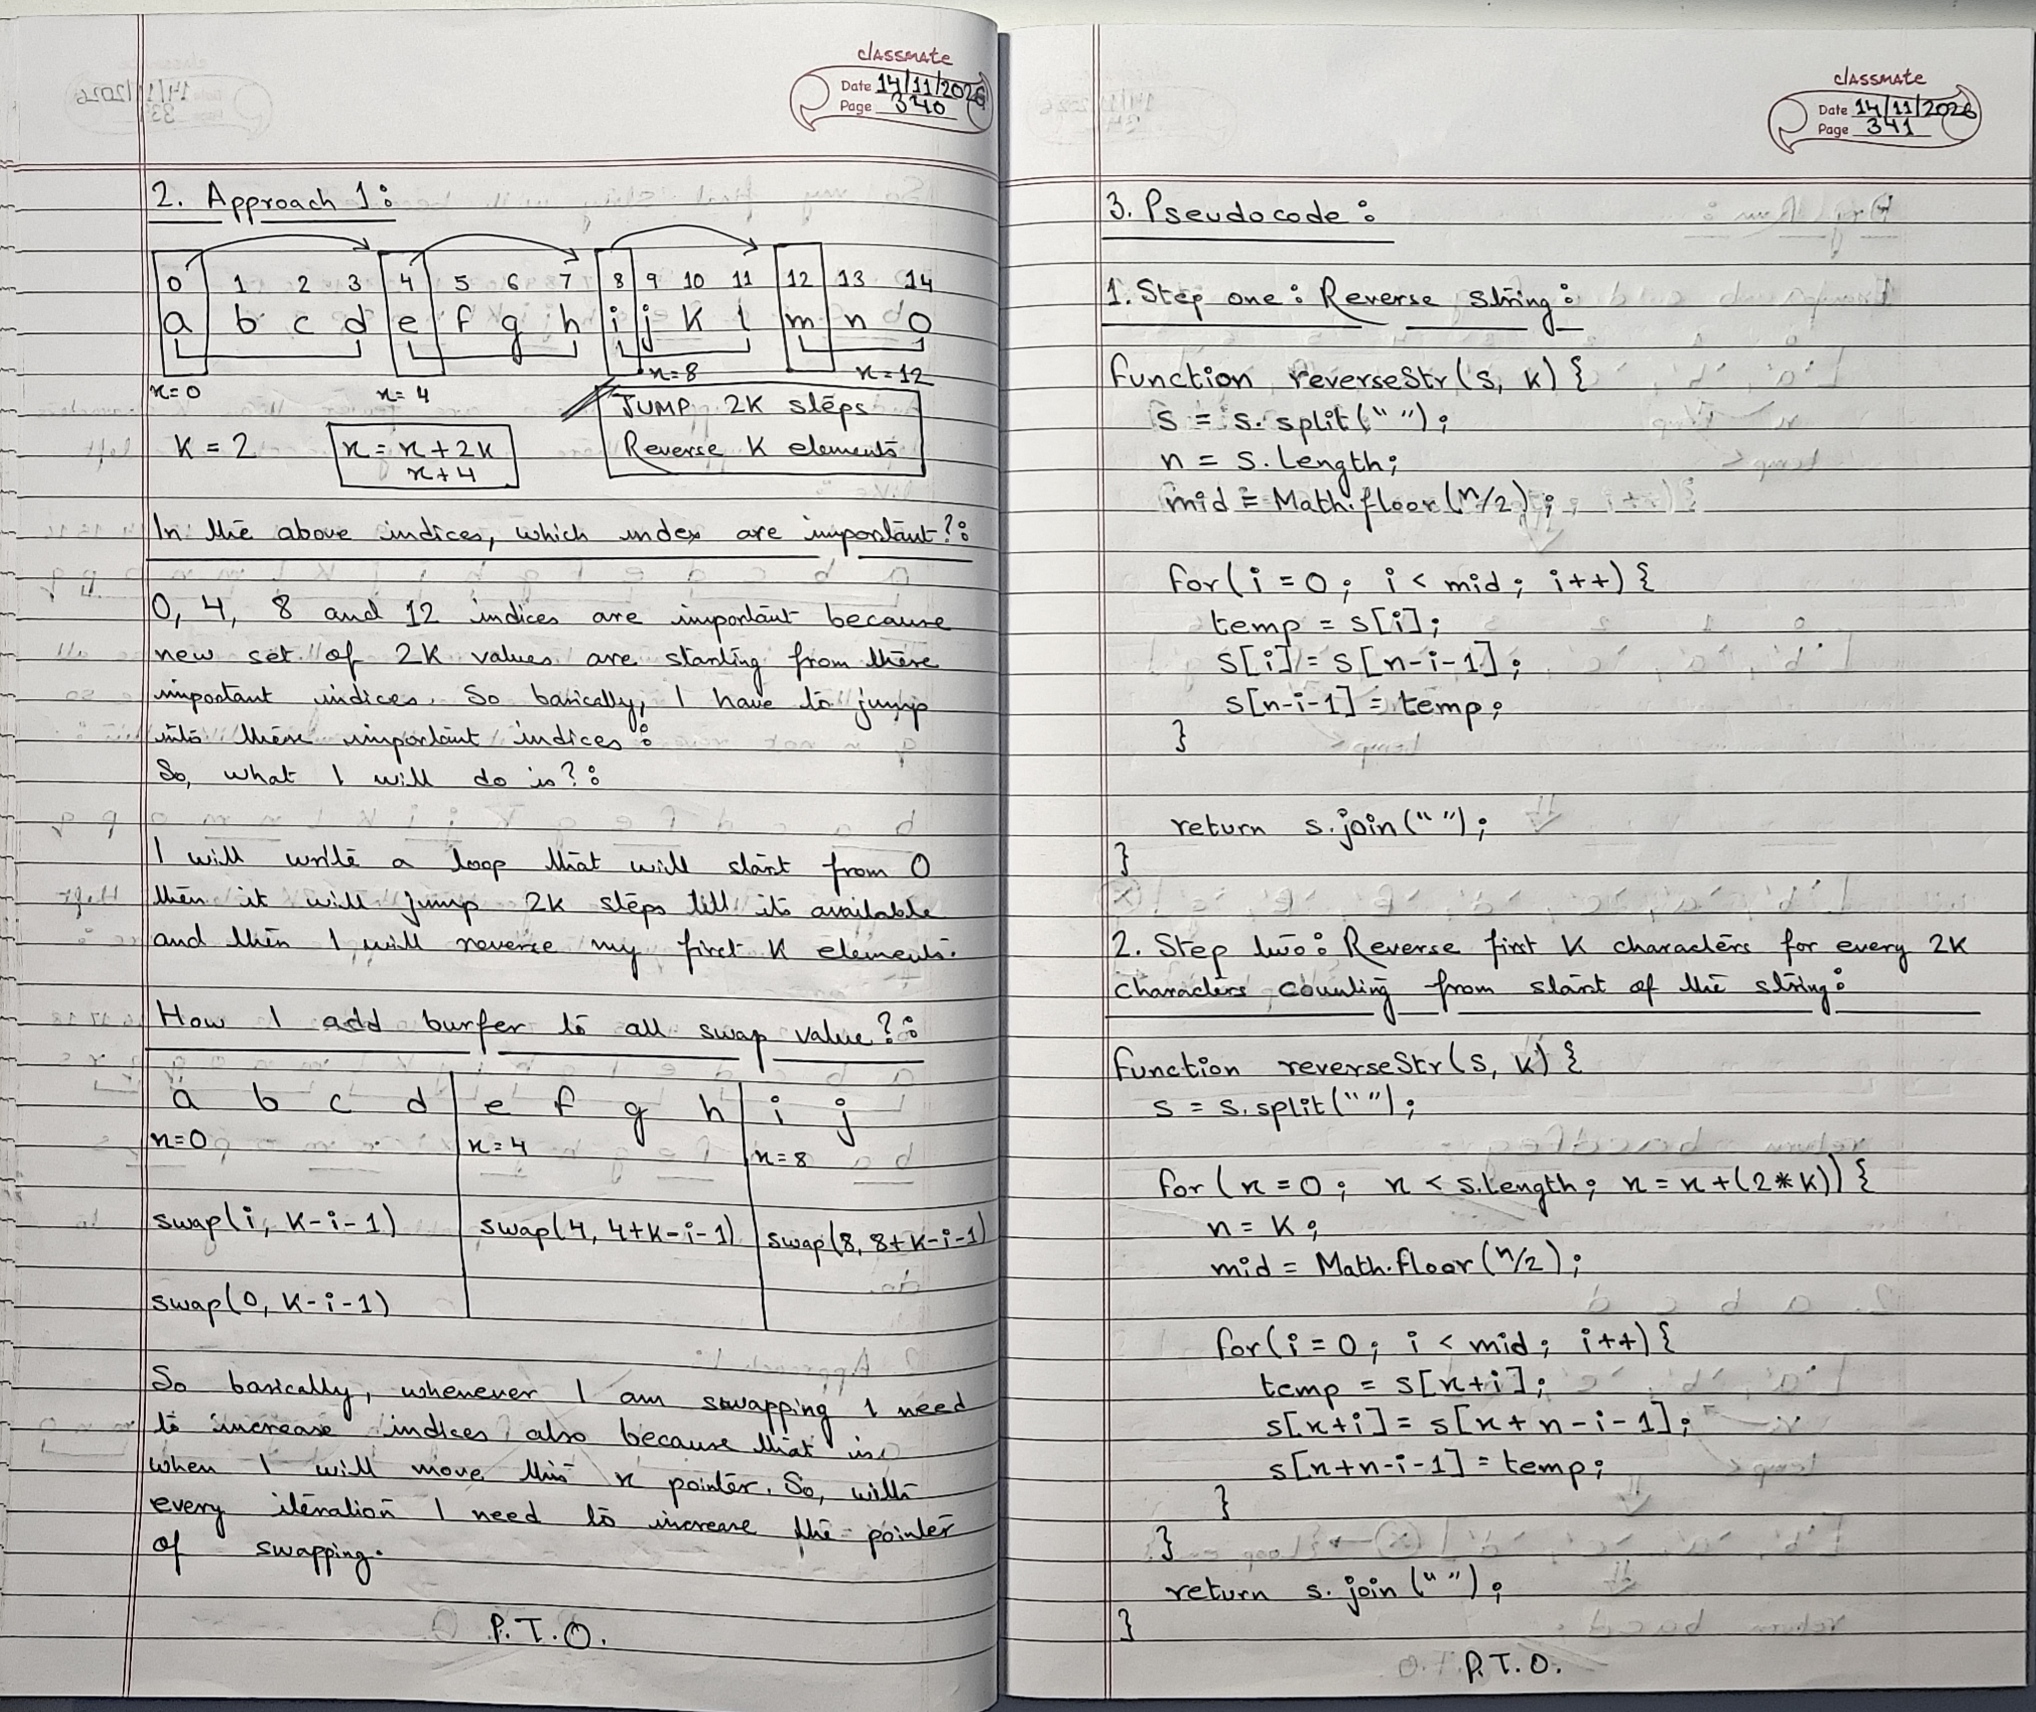 classmate
Date 14/11/2026
Page 340
2. Approach 1:
0 1 2 3 4 5 6 7 8 9 10 11 12 13 14
a b c d e f g h i j k l m n o
x=0 x=4 x=8 x=12
K=2
x = x+2K
x+4
JUMP 2K steps
Reverse K elements
In the above indices, which index are important?:
0, 4, 8 and 12 indices are important because
new set of 2K values are starting from these
important indices. So basically, I have to jump
into these important indices:
So, what I will do is?:
I will write a loop that will start from 0
then it will jump 2K steps till its available
and then I will reverse my first K elements.
How I add burfer to all swap value?:
a b c d e f g h i j
x=0 x=4 x=8
swap(i, K-i-1) swap(4, 4+K-i-1) swap(8, 8+K-i-1)
swap(0, K-i-1)
So basically, whenever I am swapping I need
to increase indices also because that is
when I will move this x pointer. So, with
every iteration I need to increase the pointer
of swapping.
P.T.O.
classmate
Date 14/11/2026
Page 341
3. Pseudocode:
1. Step one: Reverse string:
function reverseStr(s, k) {
s = s.split("");
n = s.length;
mid = Math.floor(n/2);
for(i=0; i < mid; i++) {
temp = s[i];
s[i] = s[n-i-1];
s[n-i-1] = temp;
}
return s.join("");
}
2. Step two: Reverse first K characters for every 2K
characters counting from start of the string:
function reverseStr(s, k) {
s = s.split("");
for(x=0; x < s.length; x = x+(2*k)) {
n = K;
mid = Math.floor(n/2);
for(i=0; i < mid; i++) {
temp = s[x+i];
s[x+i] = s[x+n-i-1];
s[x+n-i-1] = temp;
}
}
return s.join("");
}
P.T.O.